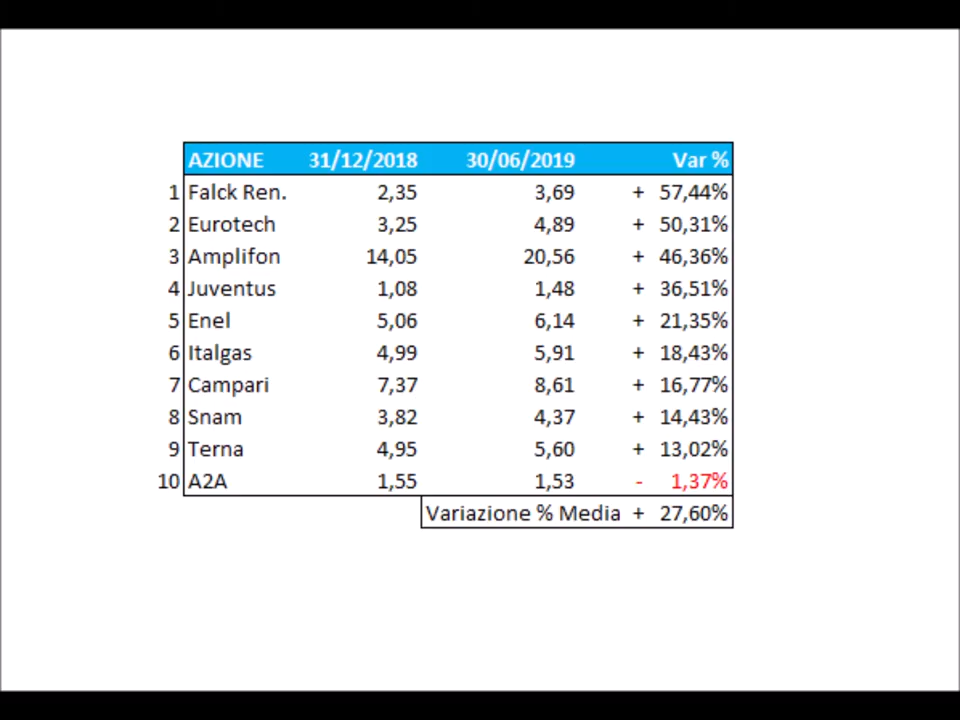 AZIONE 31/12/2018 30/06/2019 Var %
1 Falck Ren. 2,35 3,69 + 57,44%
2 Eurotech 3,25 4,89 + 50,31%
3 Amplifon 14,05 20,56 + 46,36%
4 Juventus 1,08 1,48 + 36,51%
5 Enel 5,06 6,14 + 21,35%
6 Italgas 4,99 5,91 + 18,43%
7 Campari 7,37 8,61 + 16,77%
8 Snam 3,82 4,37 + 14,43%
9 Terna 4,95 5,60 + 13,02%
10 A2A 1,55 1,53 - 1,37%
Variazione % Media + 27,60%